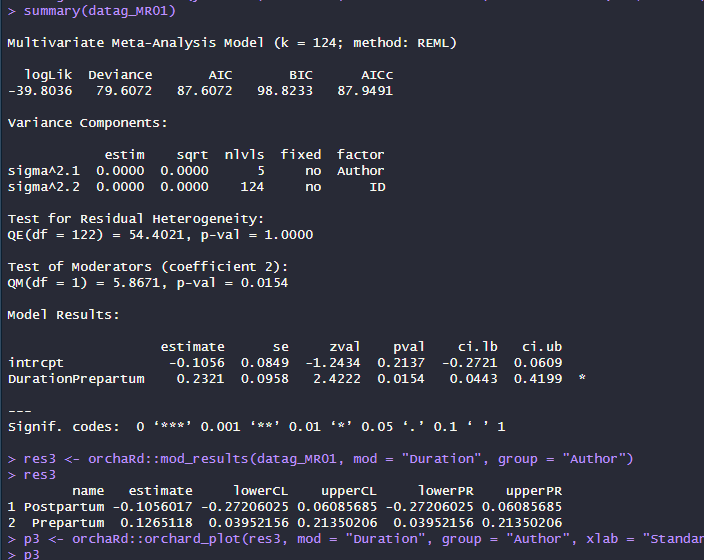 > summary(datag_MRO1)
Multivariate Meta-Analysis Model (k = 124; method: REML)
logLik Deviance AIC BIC AICc
-39.8036 79.6072 87.6072 98.8233 87.9491
Variance Components:
estim sqrt nlvls fixed factor
sigma^2.1 0.0000 0.0000 5 no Author
sigma^2.2 0.0000 0.0000 124 no ID
Test for Residual Heterogeneity:
QE(df = 122) = 54.4021, p-val = 1.0000
Test of Moderators (coefficient 2):
QM(df = 1) = 5.8671, p-val = 0.0154
Model Results:
estimate se zval pval ci.lb ci.ub
intrcpt -0.1056 0.0849 -1.2434 0.2137 -0.2721 0.0609
DurationPrepartum 0.2321 0.0958 2.4222 0.0154 0.0443 0.4199 *
---
Signif. codes: 0 ‘***’ 0.001 ‘**’ 0.01 ‘*’ 0.05 ‘.’ 0.1 ‘ ’ 1
> res3 <- orchaRd::mod_results(datag_MRO1, mod = "Duration", group = "Author")
> res3
name estimate lowerCL upperCL lowerPR upperPR
1 Postpartum -0.1056017 -0.27206025 0.06085685 -0.27206025 0.06085685
2 Prepartum 0.1265118 0.03952156 0.21350206 0.03952156 0.21350206
> p3 <- orchaRd::orchard_plot(res3, mod = "Duration", group = "Author", xlab = "Standar
> p3